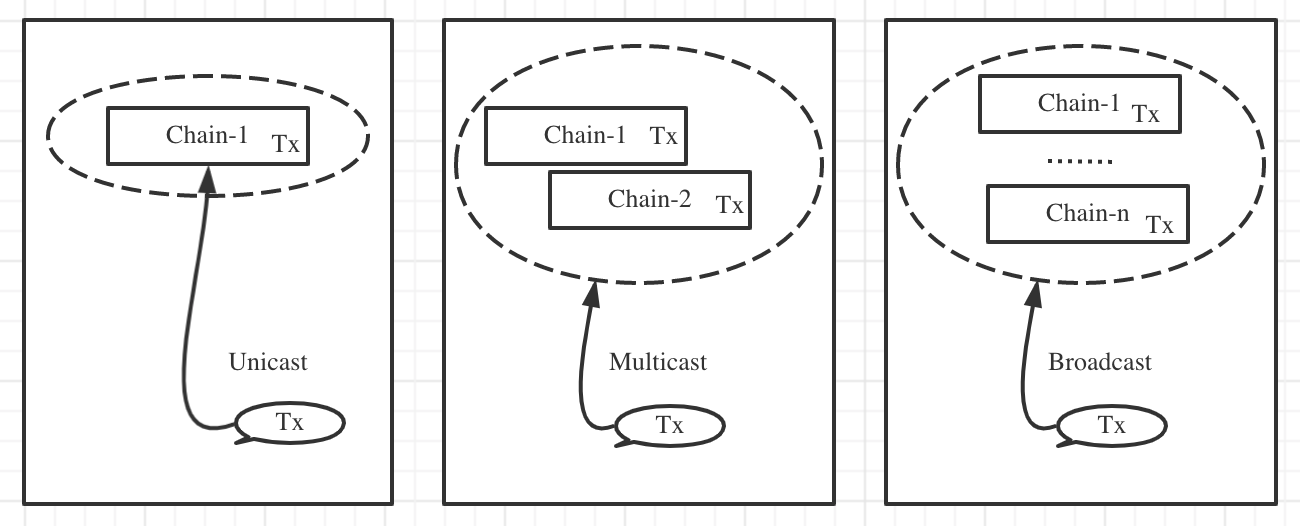 Chain-1 Tx
Unicast
Tx
Chain-1 Tx
Chain-2 Tx
Multicast
Tx
Chain-1 Tx
.......
Chain-n Tx
Broadcast
Tx